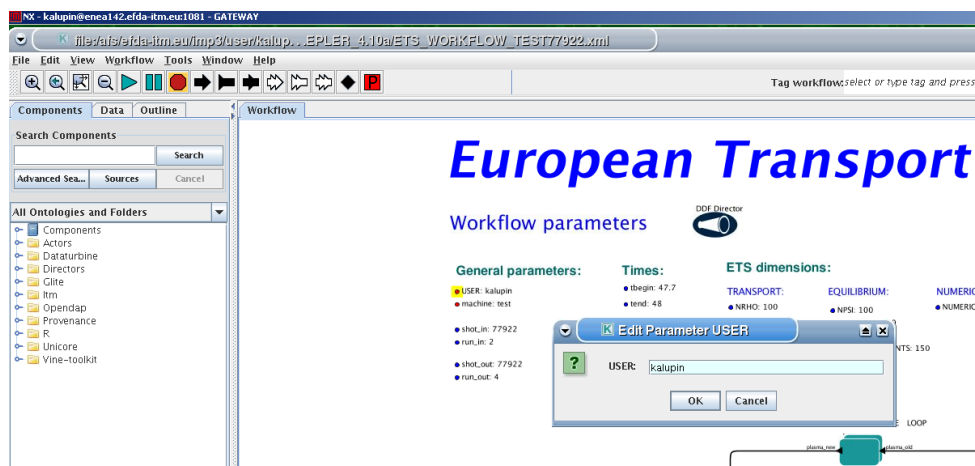 NX - kalupin@enea142.efda-itm.eu:1081 - GATEWAY
file:/afs/efda-itm.eu/imp3/user/kalup. . .EPLER_4.10a/ETS_WORKFLOW_TEST77922.xml
File Edit View Workflow Tools Window Help
P
Tag workflow: select or type tag and press
Components Data Outline
Workflow
Search Components
Search
Advanced Sea... Sources Cancel
All Ontologies and Folders
Components
Actors
Dataturbine
Directors
Glite
Itm
Opendap
Provenance
R
Unicore
Vine-toolkit
European Transport
Workflow parameters
DDF Director
General parameters:
USER: kalupin
machine: test
shot_in: 77922
run_in: 2
shot_out: 77922
run_out: 4
Times:
tbegin: 47.7
tend: 48
ETS dimensions:
TRANSPORT: EQUILIBRIUM: NUMERIC
NRHO: 100 NPSI: 100 NUMERIC
NTS: 150
K Edit Parameter USER
?
USER: kalupin
OK Cancel
LOOP
plasma_new plasma_old